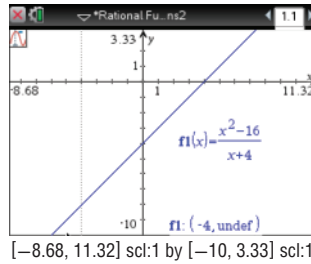 *Rational Fu...ns2
1.1
3.33 y
1
x
-8.68
1
11.32
f1(x)=x²-16/x+4
-10
f1: (-4,undef)
[−8.68, 11.32] scl:1 by [−10, 3.33] scl:1